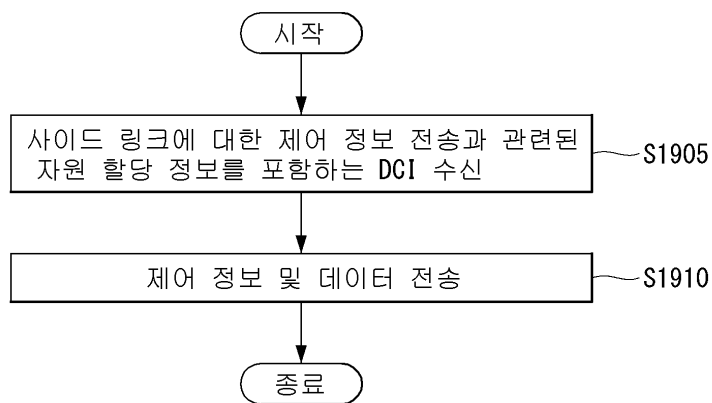 시작
사이드 링크에 대한 제어 정보 전송과 관련된
자원 할당 정보를 포함하는 DCI 수신
S1905
제어 정보 및 데이터 전송
S1910
종료